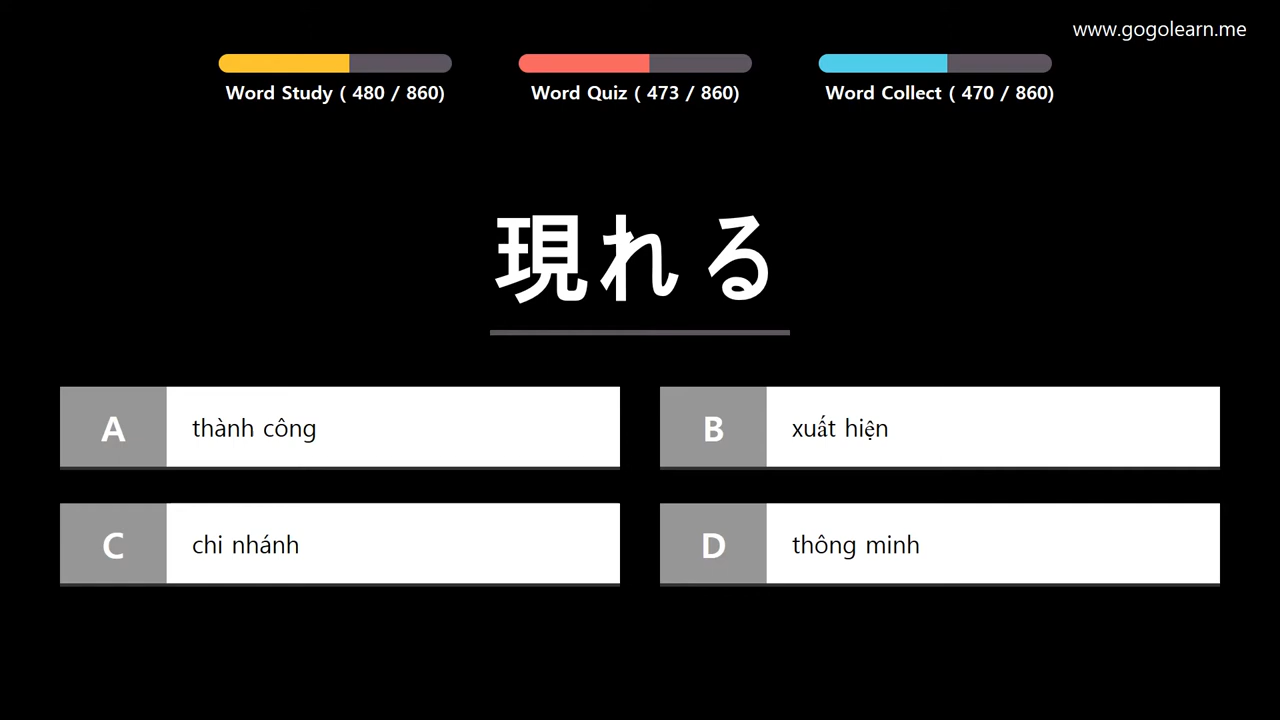 www.gogolearn.me
Word Study ( 480 / 860)
Word Quiz ( 473 / 860)
Word Collect ( 470 / 860)
現れる
A thành công
B xuất hiện
C chi nhánh
D thông minh